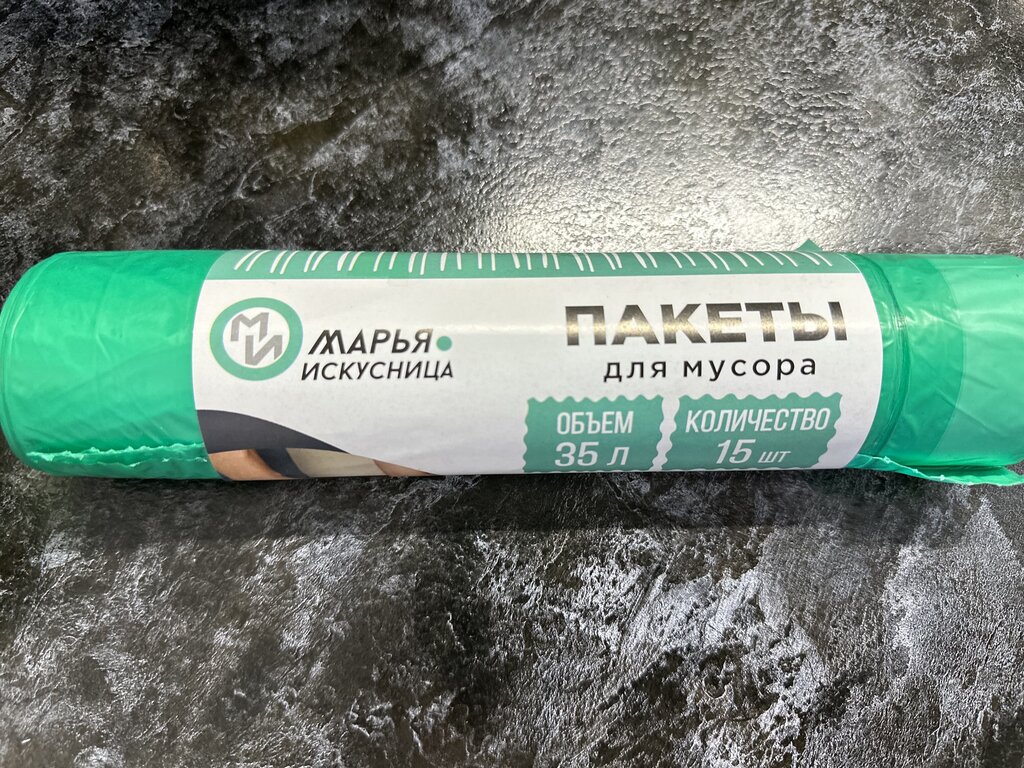 МИ
МАРЬЯ
ИСКУСНИЦА
ПАКЕТЫ
для мусора
ОБЪЕМ
35 л
КОЛИЧЕСТВО
15 шт